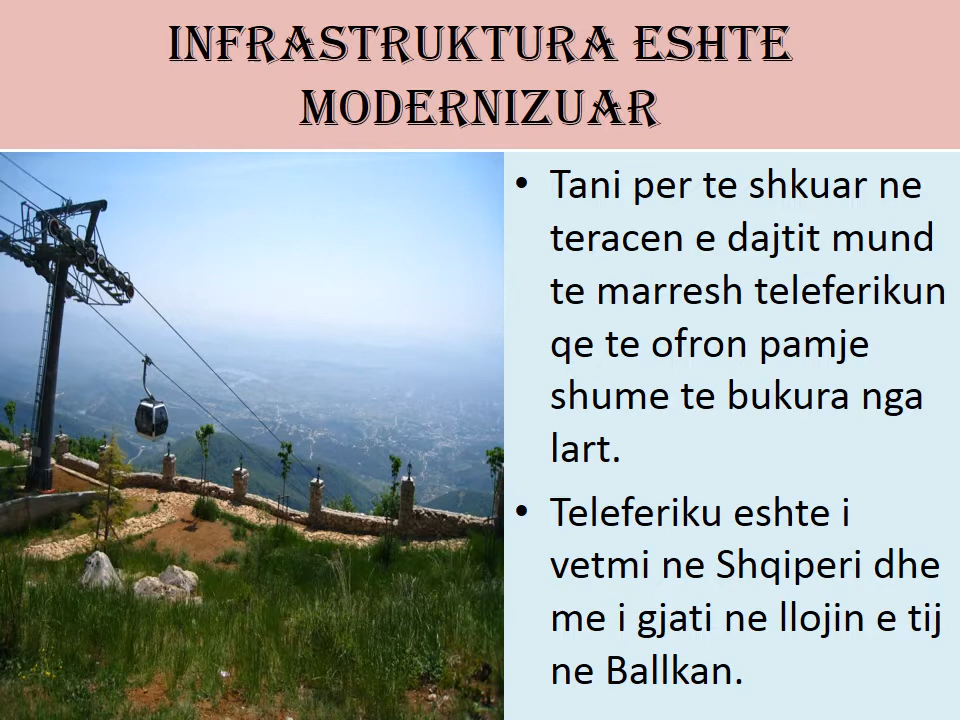 INFRASTRUKTURA ESHTE
MODERNIZUAR
• Tani per te shkuar ne
teracen e dajtit mund
te marresh teleferikun
qe te ofron pamje
shume te bukura nga
lart.
• Teleferiku eshte i
vetmi ne Shqiperi dhe
me i gjati ne llojin e tij
ne Ballkan.